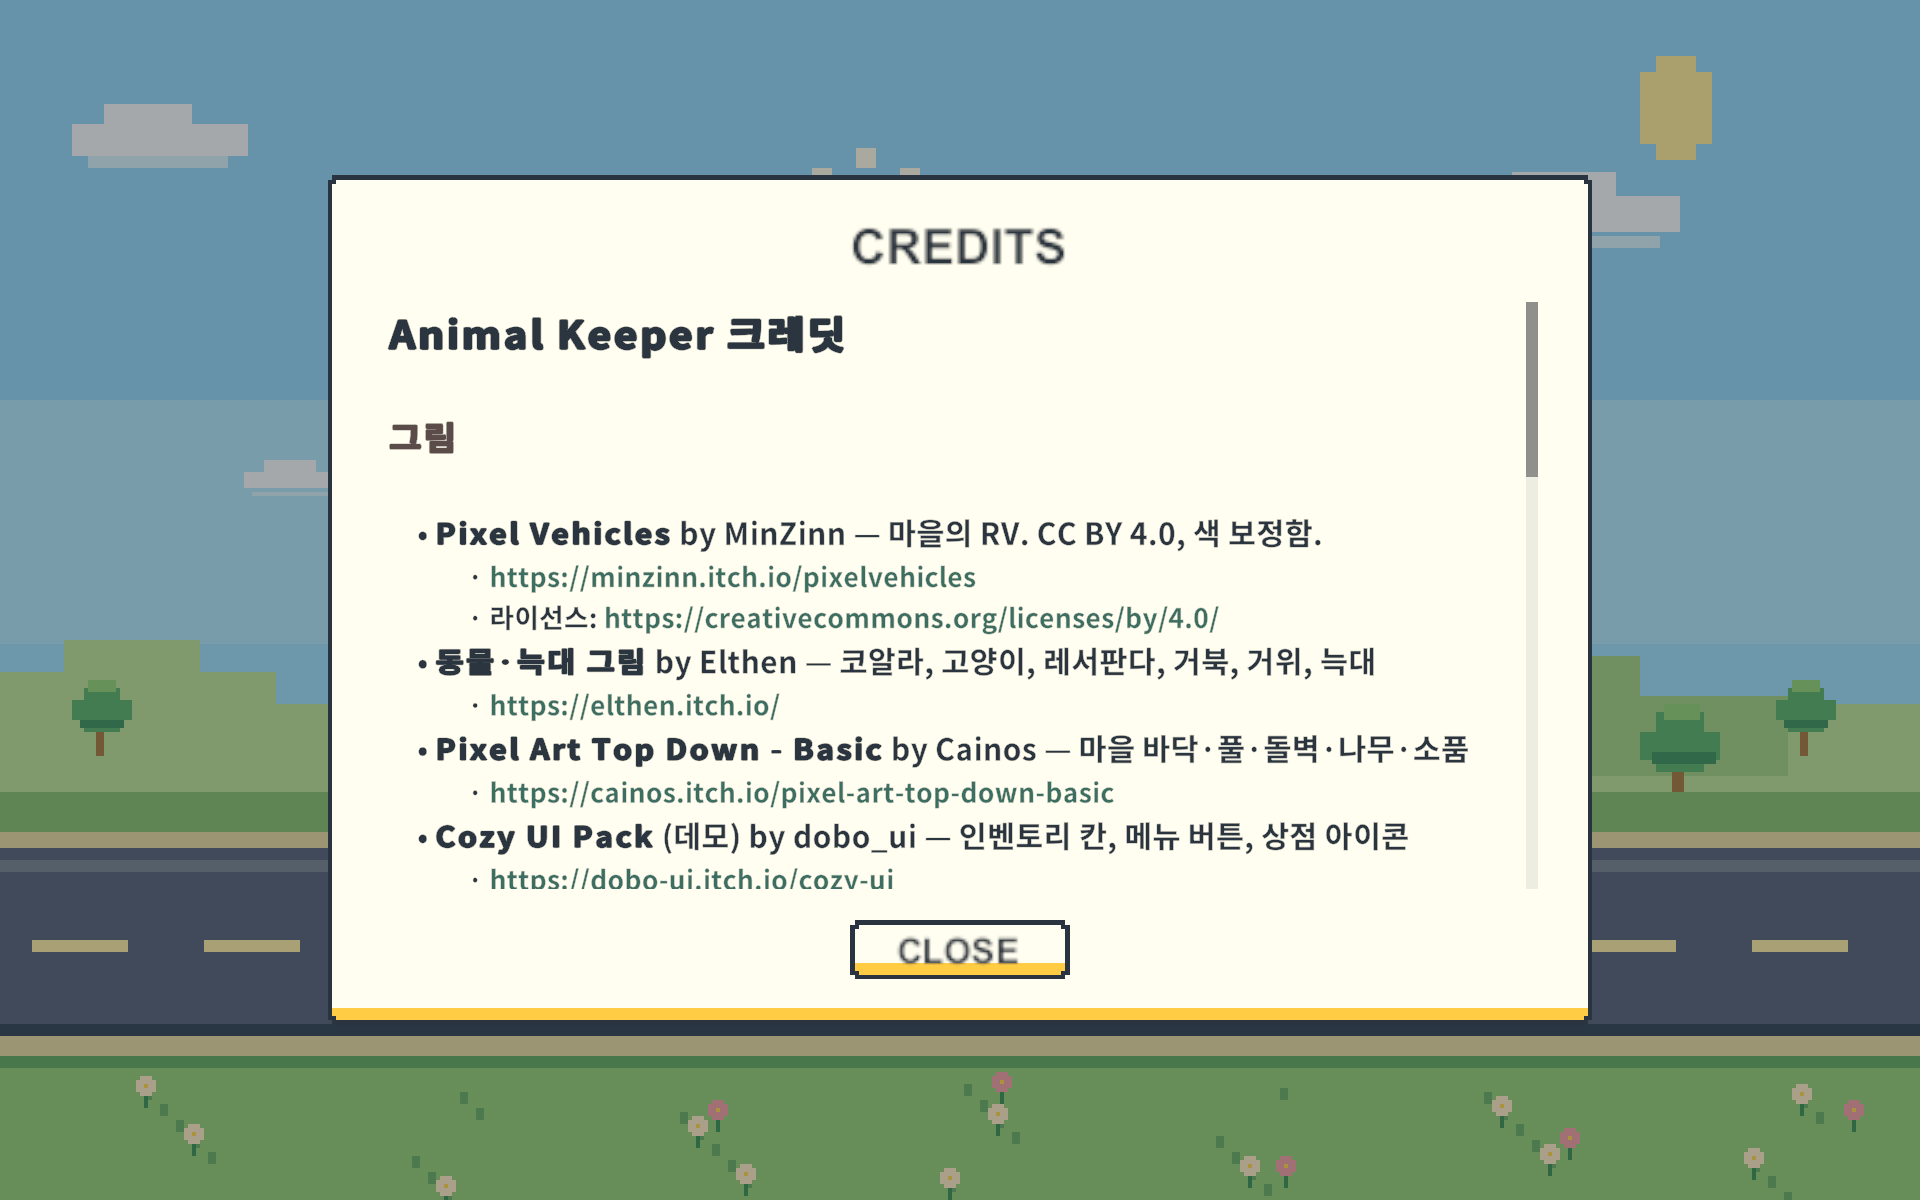 CREDITS
Animal Keeper 크레딧
그림
• Pixel Vehicles by MinZinn — 마을의 RV. CC BY 4.0, 색 보정함.
· https://minzinn.itch.io/pixelvehicles
· 라이선스: https://creativecommons.org/licenses/by/4.0/
• 동물·늑대 그림 by Elthen — 코알라, 고양이, 레서판다, 거북, 거위, 늑대
· https://elthen.itch.io/
• Pixel Art Top Down - Basic by Cainos — 마을 바닥·풀·돌벽·나무·소품
· https://cainos.itch.io/pixel-art-top-down-basic
• Cozy UI Pack (데모) by dobo_ui — 인벤토리 칸, 메뉴 버튼, 상점 아이콘
· https://dobo-ui.itch.io/cozy-ui
CLOSE